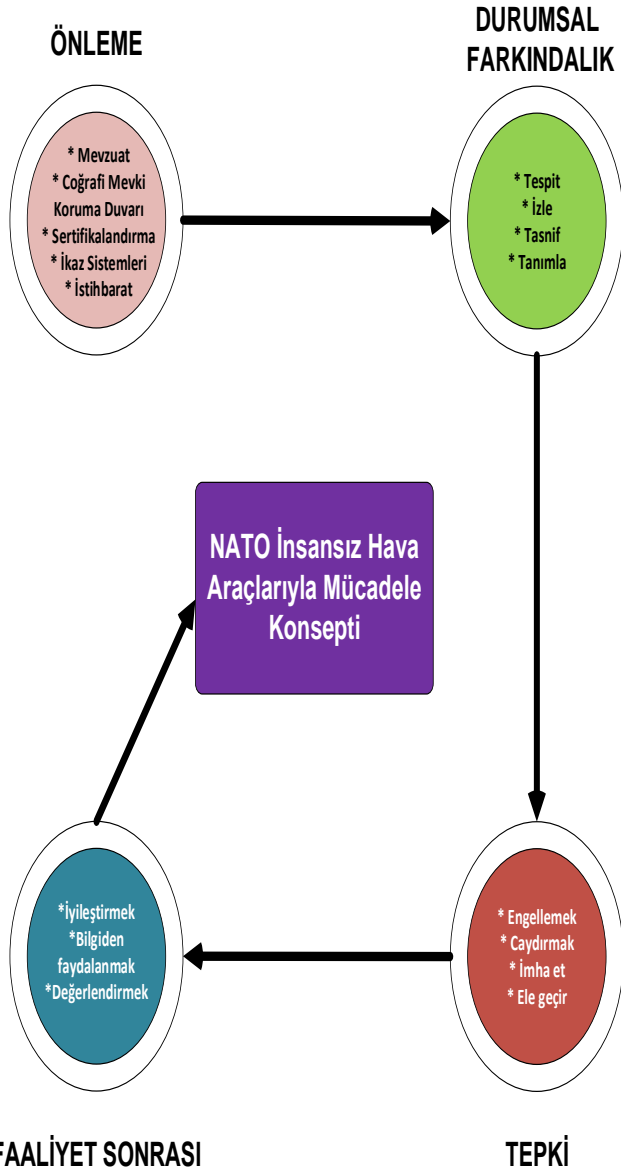 ÖNLEME
* Mevzuat
* Coğrafi Mevki
Koruma Duvarı
* Sertifikalandırma
* İkaz Sistemleri
* İstihbarat
DURUMSAL
FARKINDALIK
* Tespit
* İzle
* Tasnif
* Tanımla
NATO İnsansız Hava
Araçlarıyla Mücadele
Konsepti
* Engellemek
* Caydırmak
* İmha et
* Ele geçir
TEPKİ
*İyileştirmek
*Bilgiden
faydalanmak
*Değerlendirmek
FAALİYET SONRASI